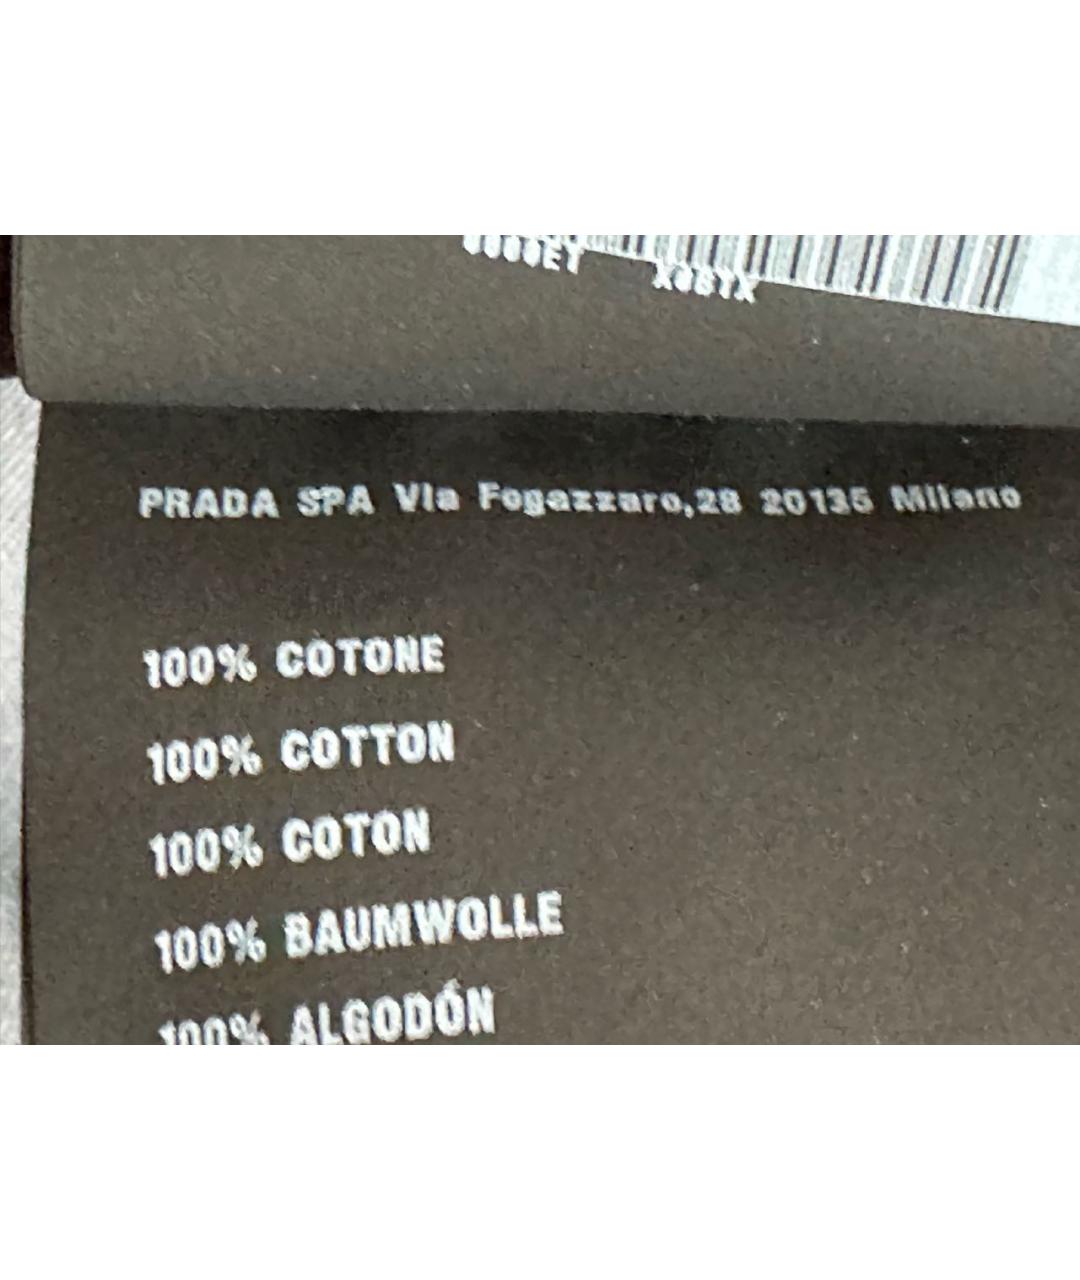 PRADA SPA Via Fogazzaro,28 20135 Milano
100% COTONE
100% COTTON
100% COTON
100% BAUMWOLLE
100% ALGODÓN